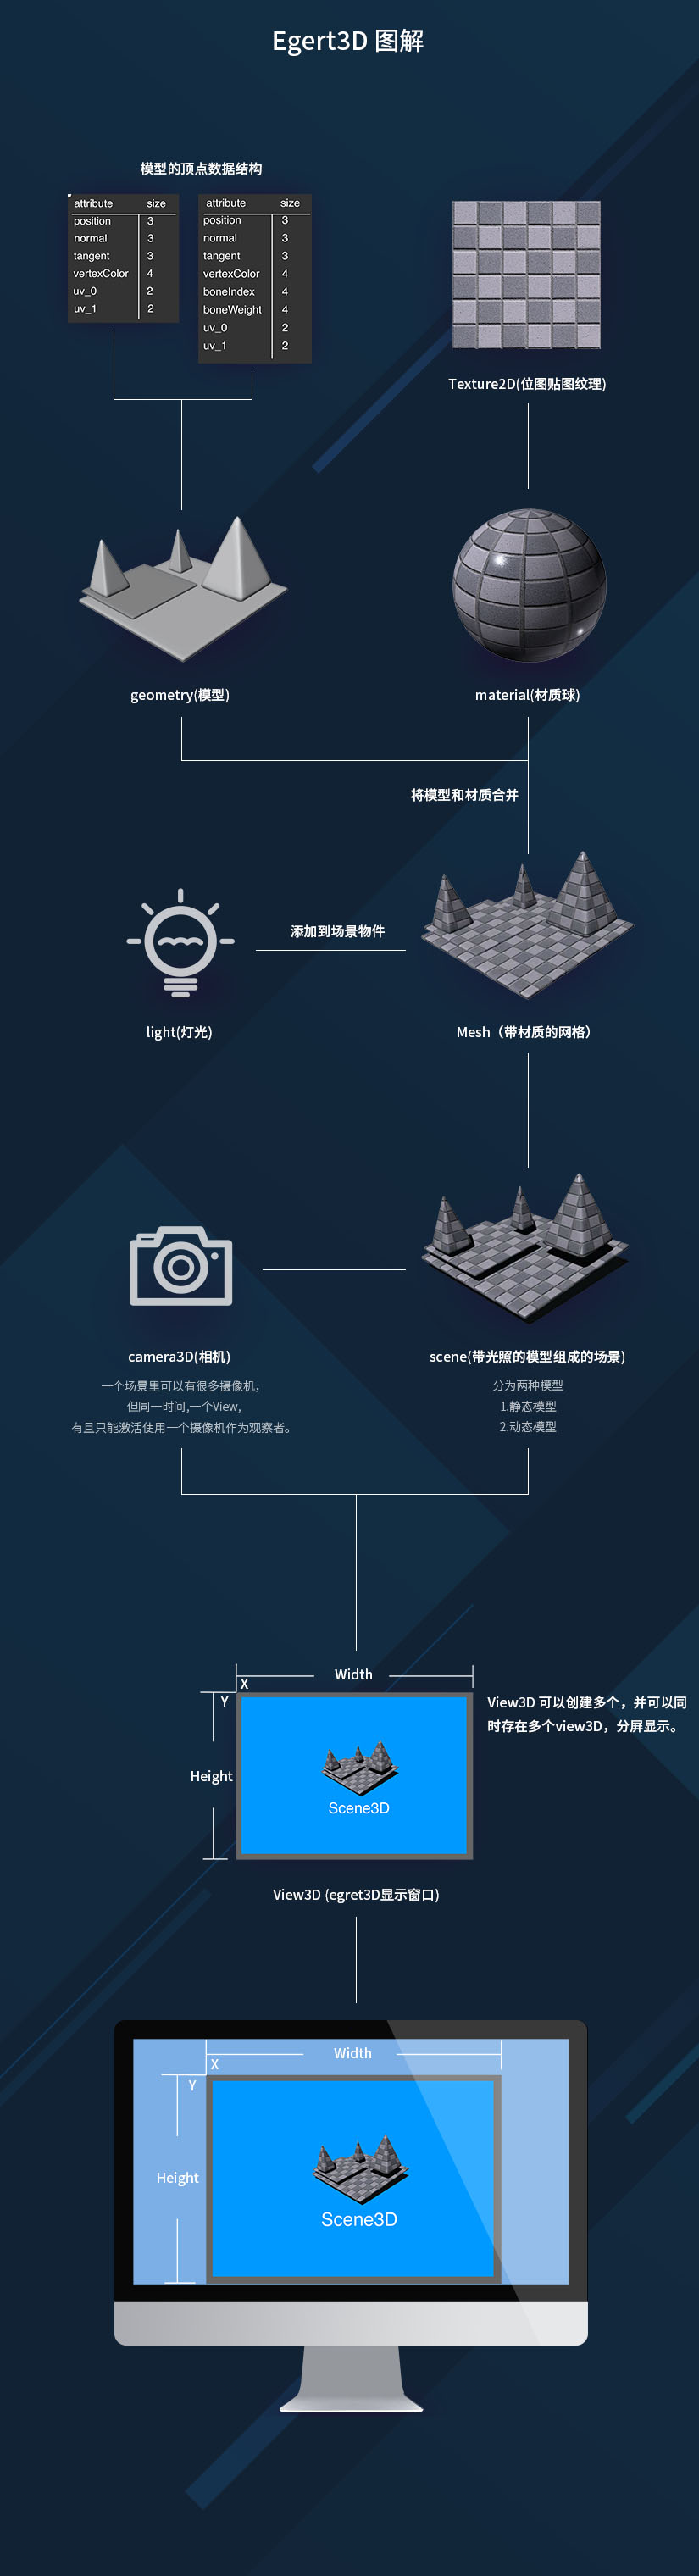 Egert3D 图解
模型的顶点数据结构
attribute size
position 3
normal 3
tangent 3
vertexColor 4
uv_0 2
uv_1 2
attribute size
position 3
normal 3
tangent 3
vertexColor 4
boneIndex 4
boneWeight 4
uv_0 2
uv_1 2
Texture2D(位图贴图纹理)
geometry(模型)
material(材质球)
将模型和材质合并
添加到场景物件
light(灯光)
Mesh（带材质的网格）
camera3D(相机)
一个场景里可以有很多摄像机，
但同一时间,一个View,
有且只能激活使用一个摄像机作为观察者。
scene(带光照的模型组成的场景)
分为两种模型
1.静态模型
2.动态模型
Width
X
Y
Height
Scene3D
View3D 可以创建多个，并可以同
时存在多个view3D，分屏显示。
View3D (egret3D显示窗口)
Width
X
Y
Height
Scene3D